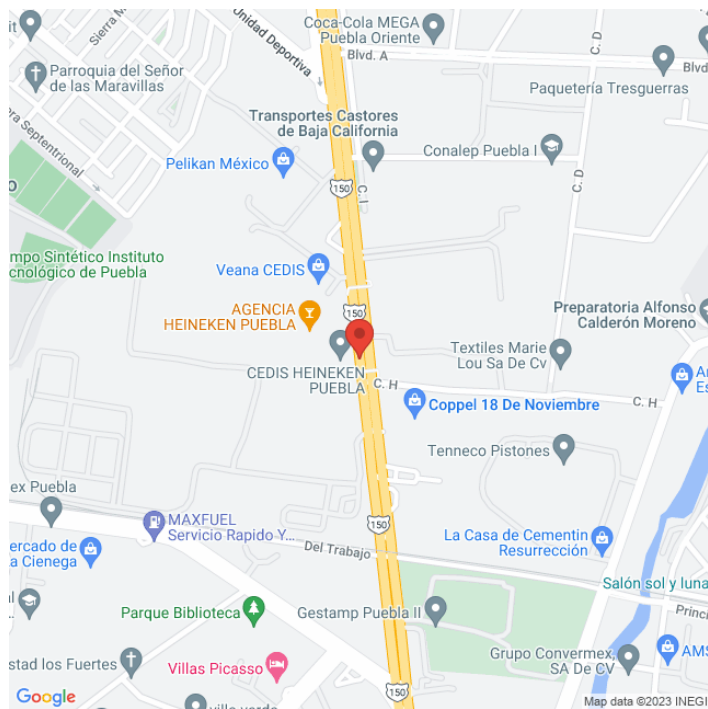 Sierra M
Unidad Deportiva
Coca-Cola MEGA
Puebla Oriente
Blvd. A
Blvd.
C. D
Parroquia del Señor
de las Maravillas
Paquetería Tresguerras
Transportes Castores
de Baja California
Conalep Puebla I
Pelikan México
Septentrional
150
C. I
C. D
mpo Sintético Instituto
cnológico de Puebla
Veana CEDIS
AGENCIA
HEINEKEN PUEBLA
150
Preparatoria Alfonso
Calderón Moreno
CEDIS HEINEKEN
PUEBLA
Textiles Marie
Lou Sa De Cv
C. H
C. H
Coppel 18 De Noviembre
Tenneco Pistones
ex Puebla
MAXFUEL
Servicio Rapido Y...
150
La Casa de Cementin
Resurrección
ercado de
a Cienega
Del Trabajo
Salón sol y luna
Parque Biblioteca
Gestamp Puebla II
Princi
stad los Fuertes
Villas Picasso
Grupo Convermex,
SA De CV
AMS
150
Google
Map data ©2023 INEGI